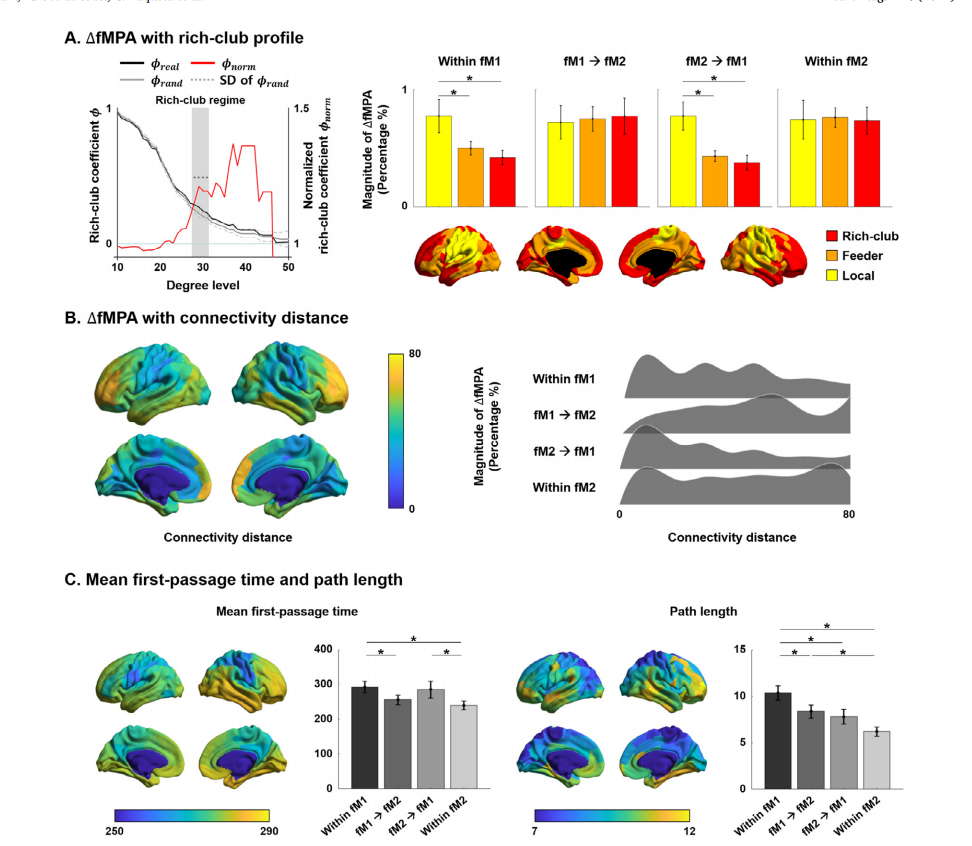 A. ΔfMPA with rich-club profile
ϕreal
ϕnorm
ϕrand
SD of ϕrand
Rich-club regime
Rich-club coefficient ϕ
1
0
10
20
30
40
50
Degree level
1.5
1
Normalized
rich-club coefficient ϕnorm
Magnitude of ΔfMPA
(Percentage %)
1
0
Within fM1
fM1 → fM2
fM2 → fM1
Within fM2
*
*
*
*
Rich-club
Feeder
Local
B. ΔfMPA with connectivity distance
80
0
Connectivity distance
Magnitude of ΔfMPA
(Percentage %)
Within fM1
fM1 → fM2
fM2 → fM1
Within fM2
0
80
Connectivity distance
C. Mean first-passage time and path length
Mean first-passage time
250
290
400
300
200
100
0
*
*
*
Within fM1
fM1 → fM2
fM2 → fM1
Within fM2
Path length
7
12
15
10
5
0
*
*
*
*
Within fM1
fM1 → fM2
fM2 → fM1
Within fM2